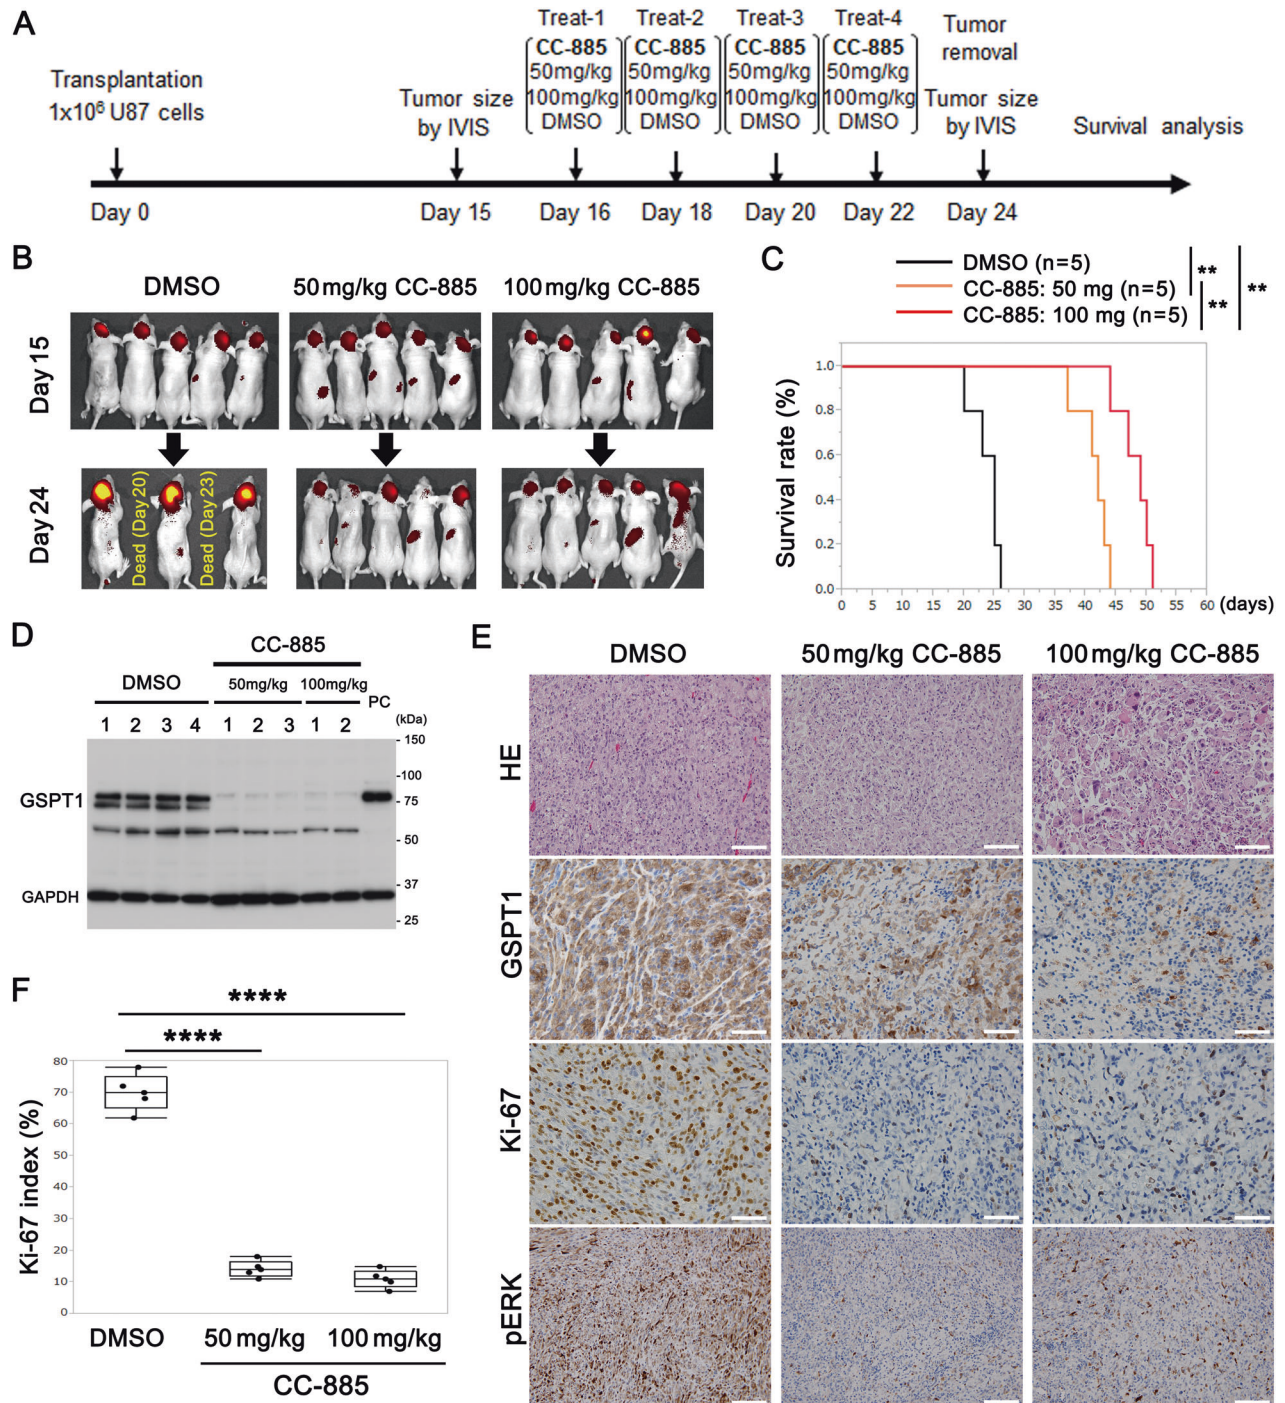 A
Transplantation
1x10⁶ U87 cells
Tumor size
by IVIS
Treat-1
CC-885
50mg/kg
100mg/kg
DMSO
Treat-2
CC-885
50mg/kg
100mg/kg
DMSO
Treat-3
CC-885
50mg/kg
100mg/kg
DMSO
Treat-4
CC-885
50mg/kg
100mg/kg
DMSO
Tumor
removal
Tumor size
by IVIS
Survival analysis
Day 0
Day 15
Day 16
Day 18
Day 20
Day 22
Day 24
B
DMSO
50 mg/kg CC-885
100 mg/kg CC-885
Day 15
Day 24
Dead (Day 20)
Dead (Day 23)
C
DMSO (n=5)
CC-885: 50 mg (n=5)
CC-885: 100 mg (n=5)
**
**
**
Survival rate (%)
1.0
0.8
0.6
0.4
0.2
0.0
0 5 10 15 20 25 30 35 40 45 50 55 60 (days)
D
CC-885
DMSO
50mg/kg
100mg/kg
PC
1 2 3 4 1 2 3 1 2
(kDa)
- 150
-100
- 75
- 50
- 37
- 25
GSPT1
GAPDH
E
DMSO
50 mg/kg CC-885
100 mg/kg CC-885
HE
GSPT1
Ki-67
pERK
F
****
****
Ki-67 index (%)
80
70
60
50
40
30
20
10
0
DMSO
50 mg/kg
100 mg/kg
CC-885